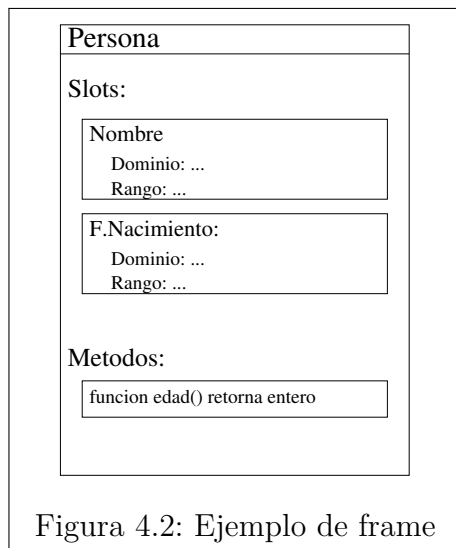 Persona
Slots:
Nombre
Dominio: ...
Rango: ...
F.Nacimiento:
Dominio: ...
Rango: ...
Metodos:
funcion edad() retorna entero
Figura 4.2: Ejemplo de frame